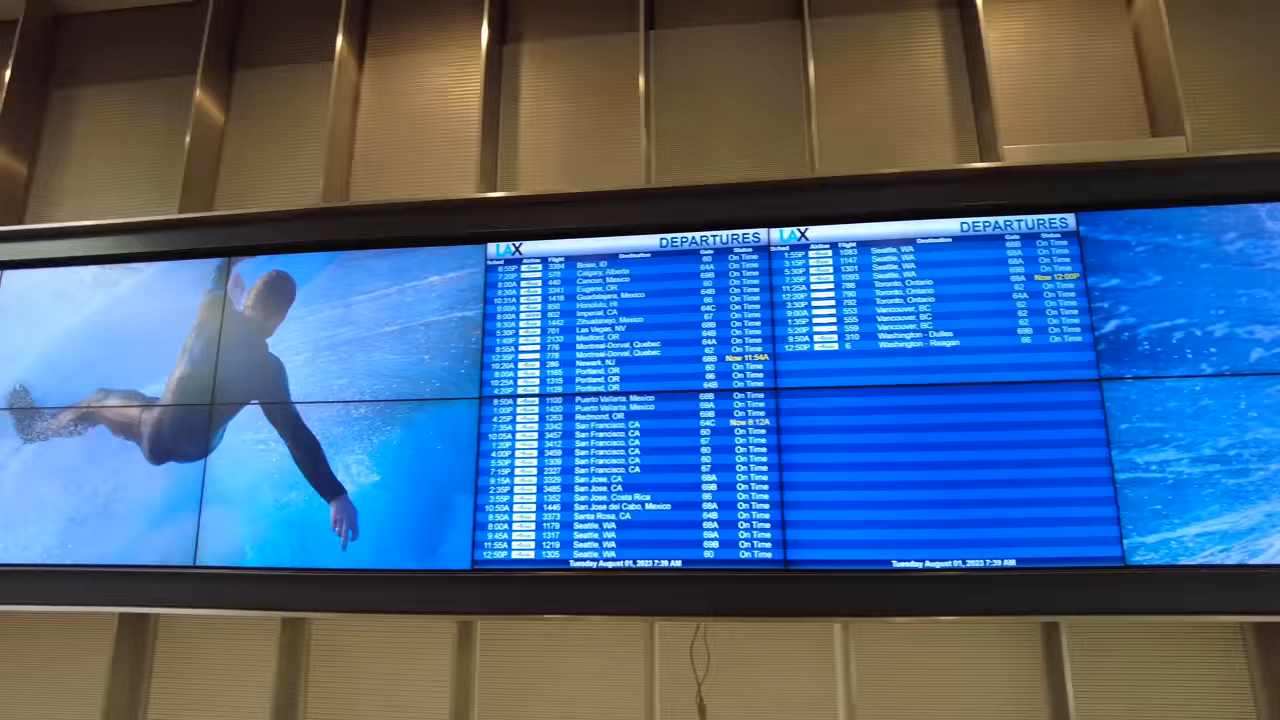 LAX DEPARTURES
Sched Airline Flight Destination Gate Status
6:55P 3384 Boise, ID 60 On Time
7:20P 578 Calgary, Alberta 64A On Time
8:00A 440 Cancun, Mexico 69B On Time
8:30A 3341 Eugene, OR 60 On Time
10:31A 1418 Guadalajara, Mexico 64B On Time
9:00A 850 Honolulu, HI 66 On Time
8:00A 802 Imperial, CA 64C On Time
9:30A 1442 Zihuatanejo, Mexico 67 On Time
5:30P 701 Las Vegas, NV 68B On Time
1:40P 2133 Medford, OR 64B On Time
9:55A 776 Montreal-Dorval, Quebec 64A On Time
12:35P 778 Montreal-Dorval, Quebec 62 On Time
10:20A 286 Newark, NJ 68B Now 11:54A
8:00A 1165 Portland, OR 60 On Time
10:25A 1315 Portland, OR 66 On Time
4:20P 1129 Portland, OR 64B On Time
8:50A 1100 Puerto Vallarta, Mexico 68B On Time
1:00P 1430 Puerto Vallarta, Mexico 69A On Time
4:25P 1263 Redmond, OR 69B On Time
7:35A 3342 San Francisco, CA 64C Now 8:12A
10:05A 3457 San Francisco, CA 60 On Time
1:20P 3412 San Francisco, CA 67 On Time
4:00P 3459 San Francisco, CA 60 On Time
5:50P 1309 San Francisco, CA 60 On Time
7:15P 2327 San Francisco, CA 67 On Time
9:15A 3329 San Jose, CA 68A On Time
2:35P 3485 San Jose, CA 69B On Time
3:55P 1352 San Jose, Costa Rica 66 On Time
10:50A 1446 San Jose del Cabo, Mexico 68A On Time
8:50A 3373 Santa Rosa, CA 64B On Time
8:00A 1179 Seattle, WA 68A On Time
9:45A 1317 Seattle, WA 69A On Time
11:55A 1219 Seattle, WA 69B On Time
12:50P 1305 Seattle, WA 60 On Time
Tuesday August 01, 2023 7:39 AM
LAX DEPARTURES
Sched Airline Flight Destination Gate Status
1:55P 1083 Seattle, WA 68B On Time
3:15P 1147 Seattle, WA 68A On Time
5:30P 1301 Seattle, WA 68A On Time
7:35P 1093 Seattle, WA 69B On Time
11:25A 788 Toronto, Ontario 69A Now 12:00P
12:20P 790 Toronto, Ontario 62 On Time
3:30P 792 Toronto, Ontario 64A On Time
9:00A 553 Vancouver, BC 62 On Time
1:35P 555 Vancouver, BC 62 On Time
5:20P 559 Vancouver, BC 62 On Time
9:50A 310 Washington - Dulles 69B On Time
12:50P 6 Washington - Reagan 66 On Time
Tuesday August 01, 2023 7:39 AM